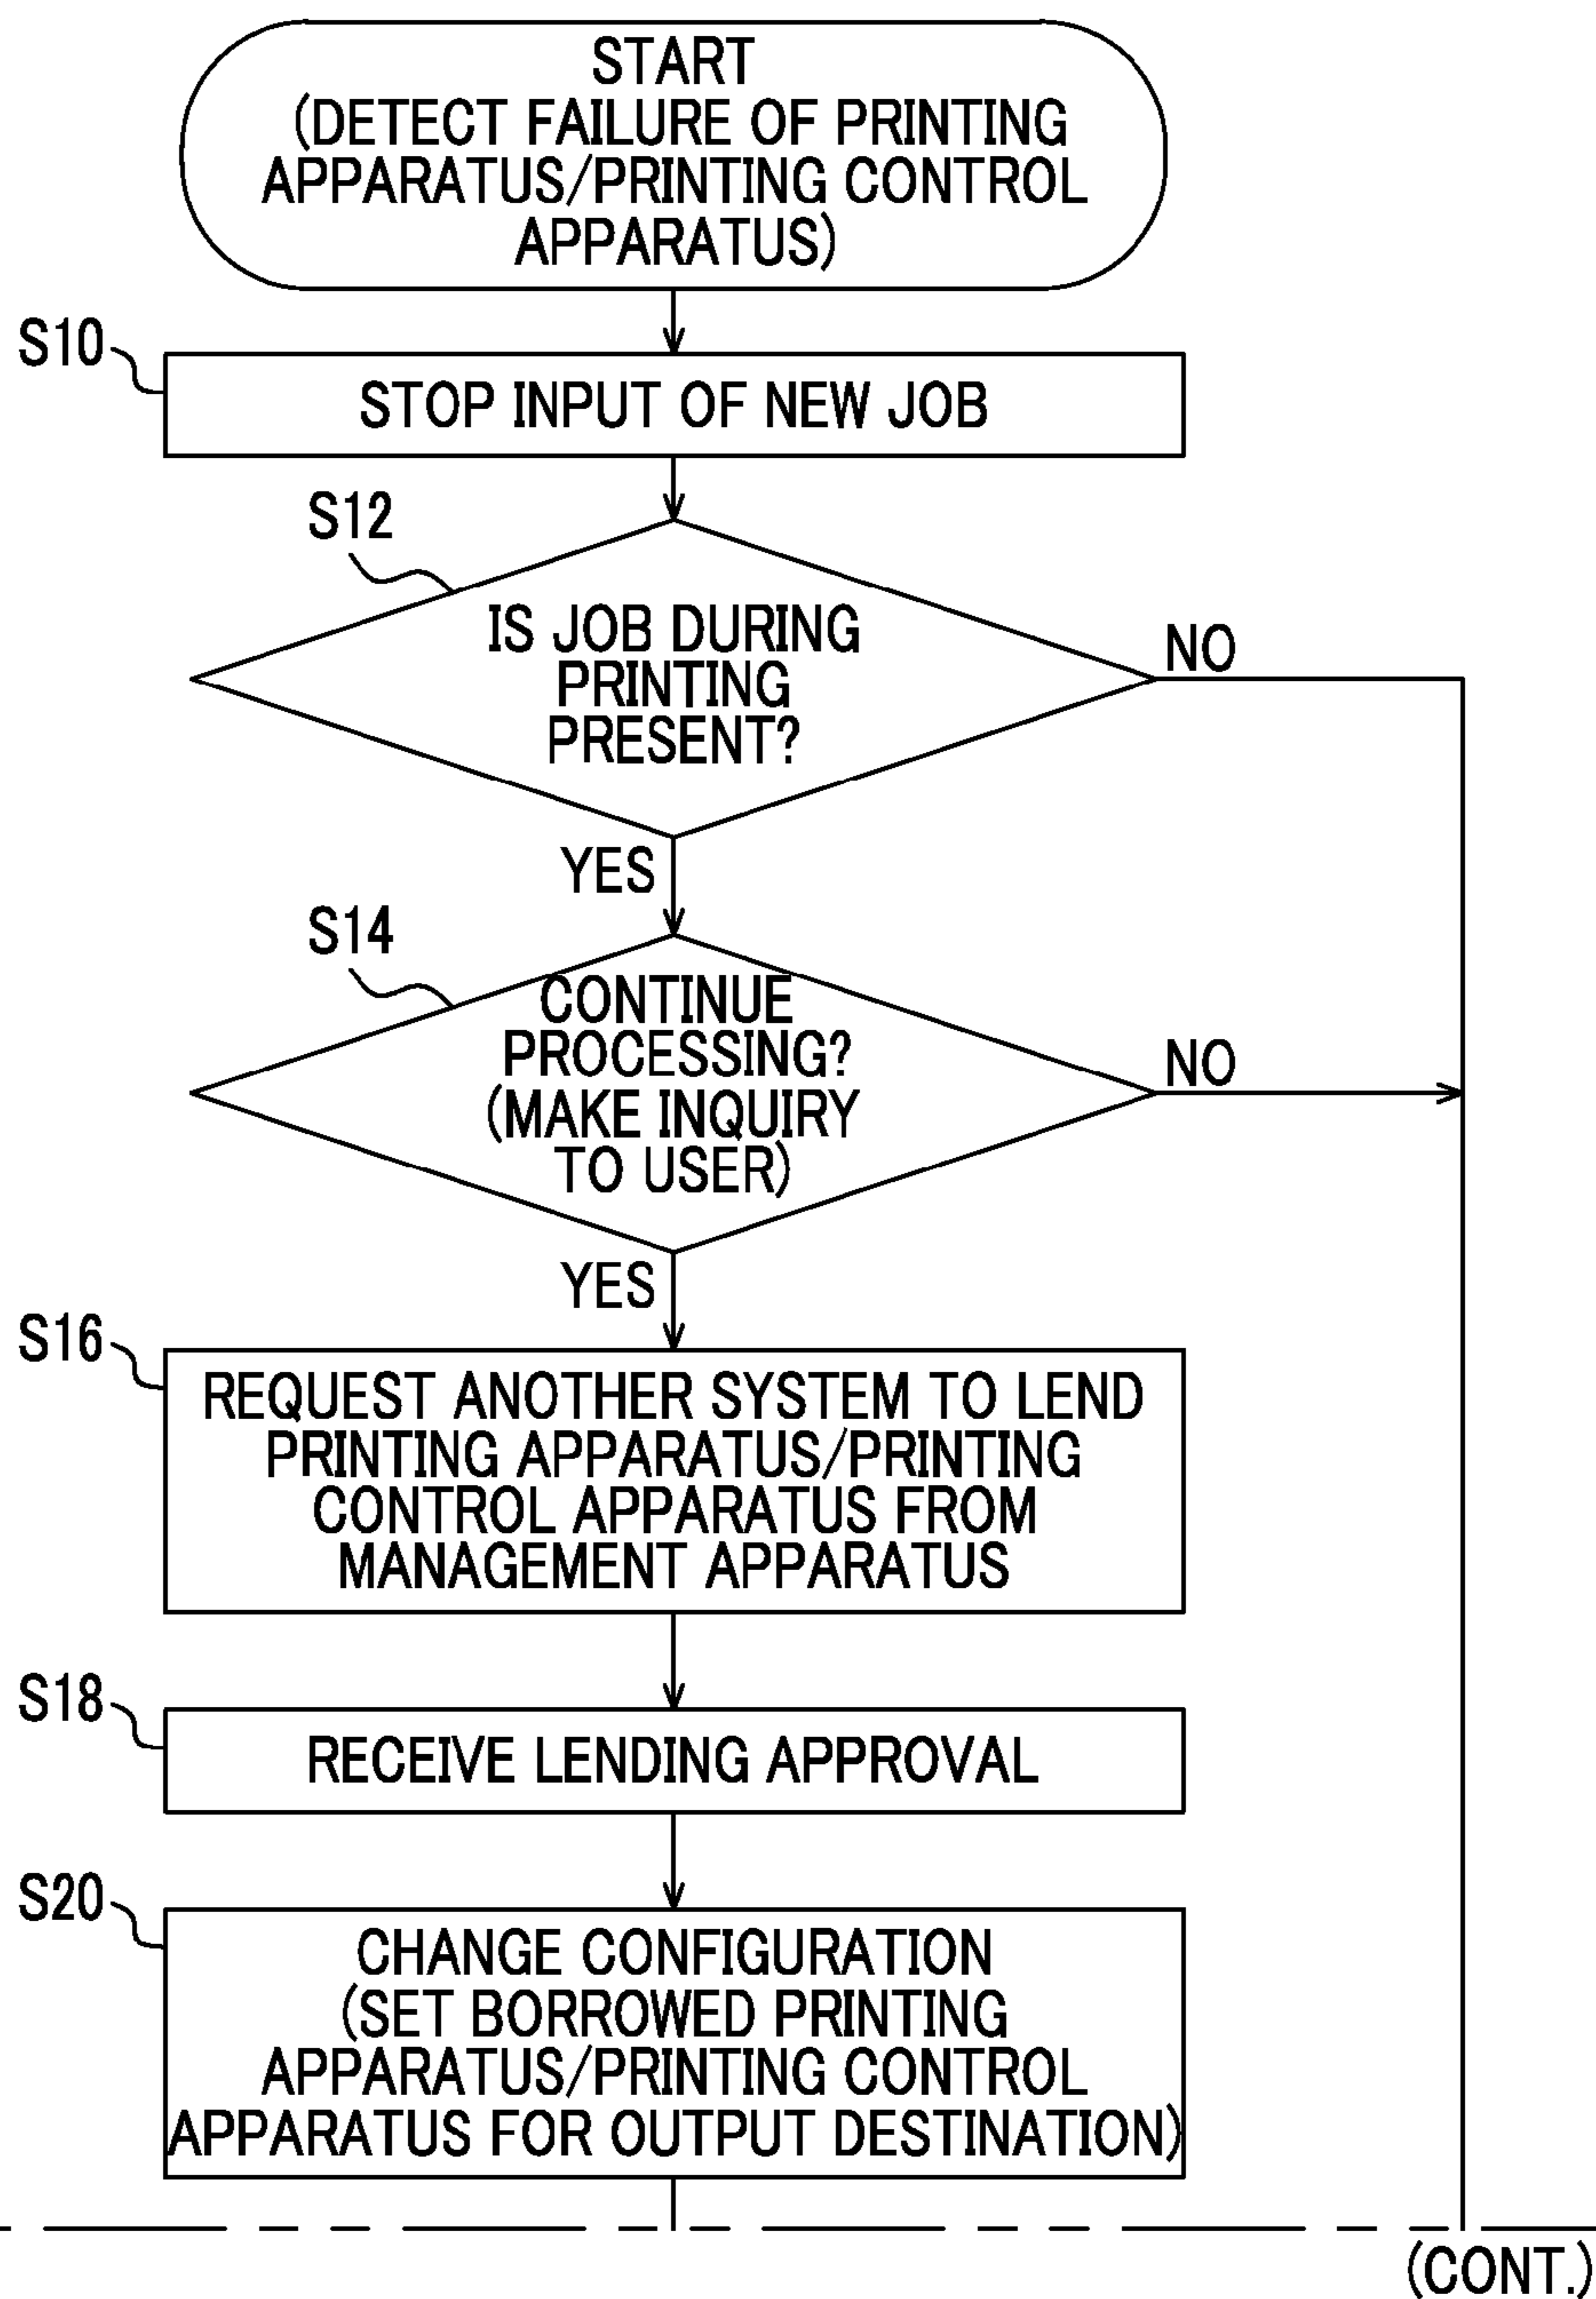 START
(DETECT FAILURE OF PRINTING
APPARATUS/PRINTING CONTROL
APPARATUS)
S10
STOP INPUT OF NEW JOB
S12
IS JOB DURING
PRINTING
PRESENT?
NO
YES
S14
CONTINUE
PROCESSING?
(MAKE INQUIRY
TO USER)
NO
YES
S16
REQUEST ANOTHER SYSTEM TO LEND
PRINTING APPARATUS/PRINTING
CONTROL APPARATUS FROM
MANAGEMENT APPARATUS
S18
RECEIVE LENDING APPROVAL
S20
CHANGE CONFIGURATION
(SET BORROWED PRINTING
APPARATUS/PRINTING CONTROL
APPARATUS FOR OUTPUT DESTINATION)
(CONT.)